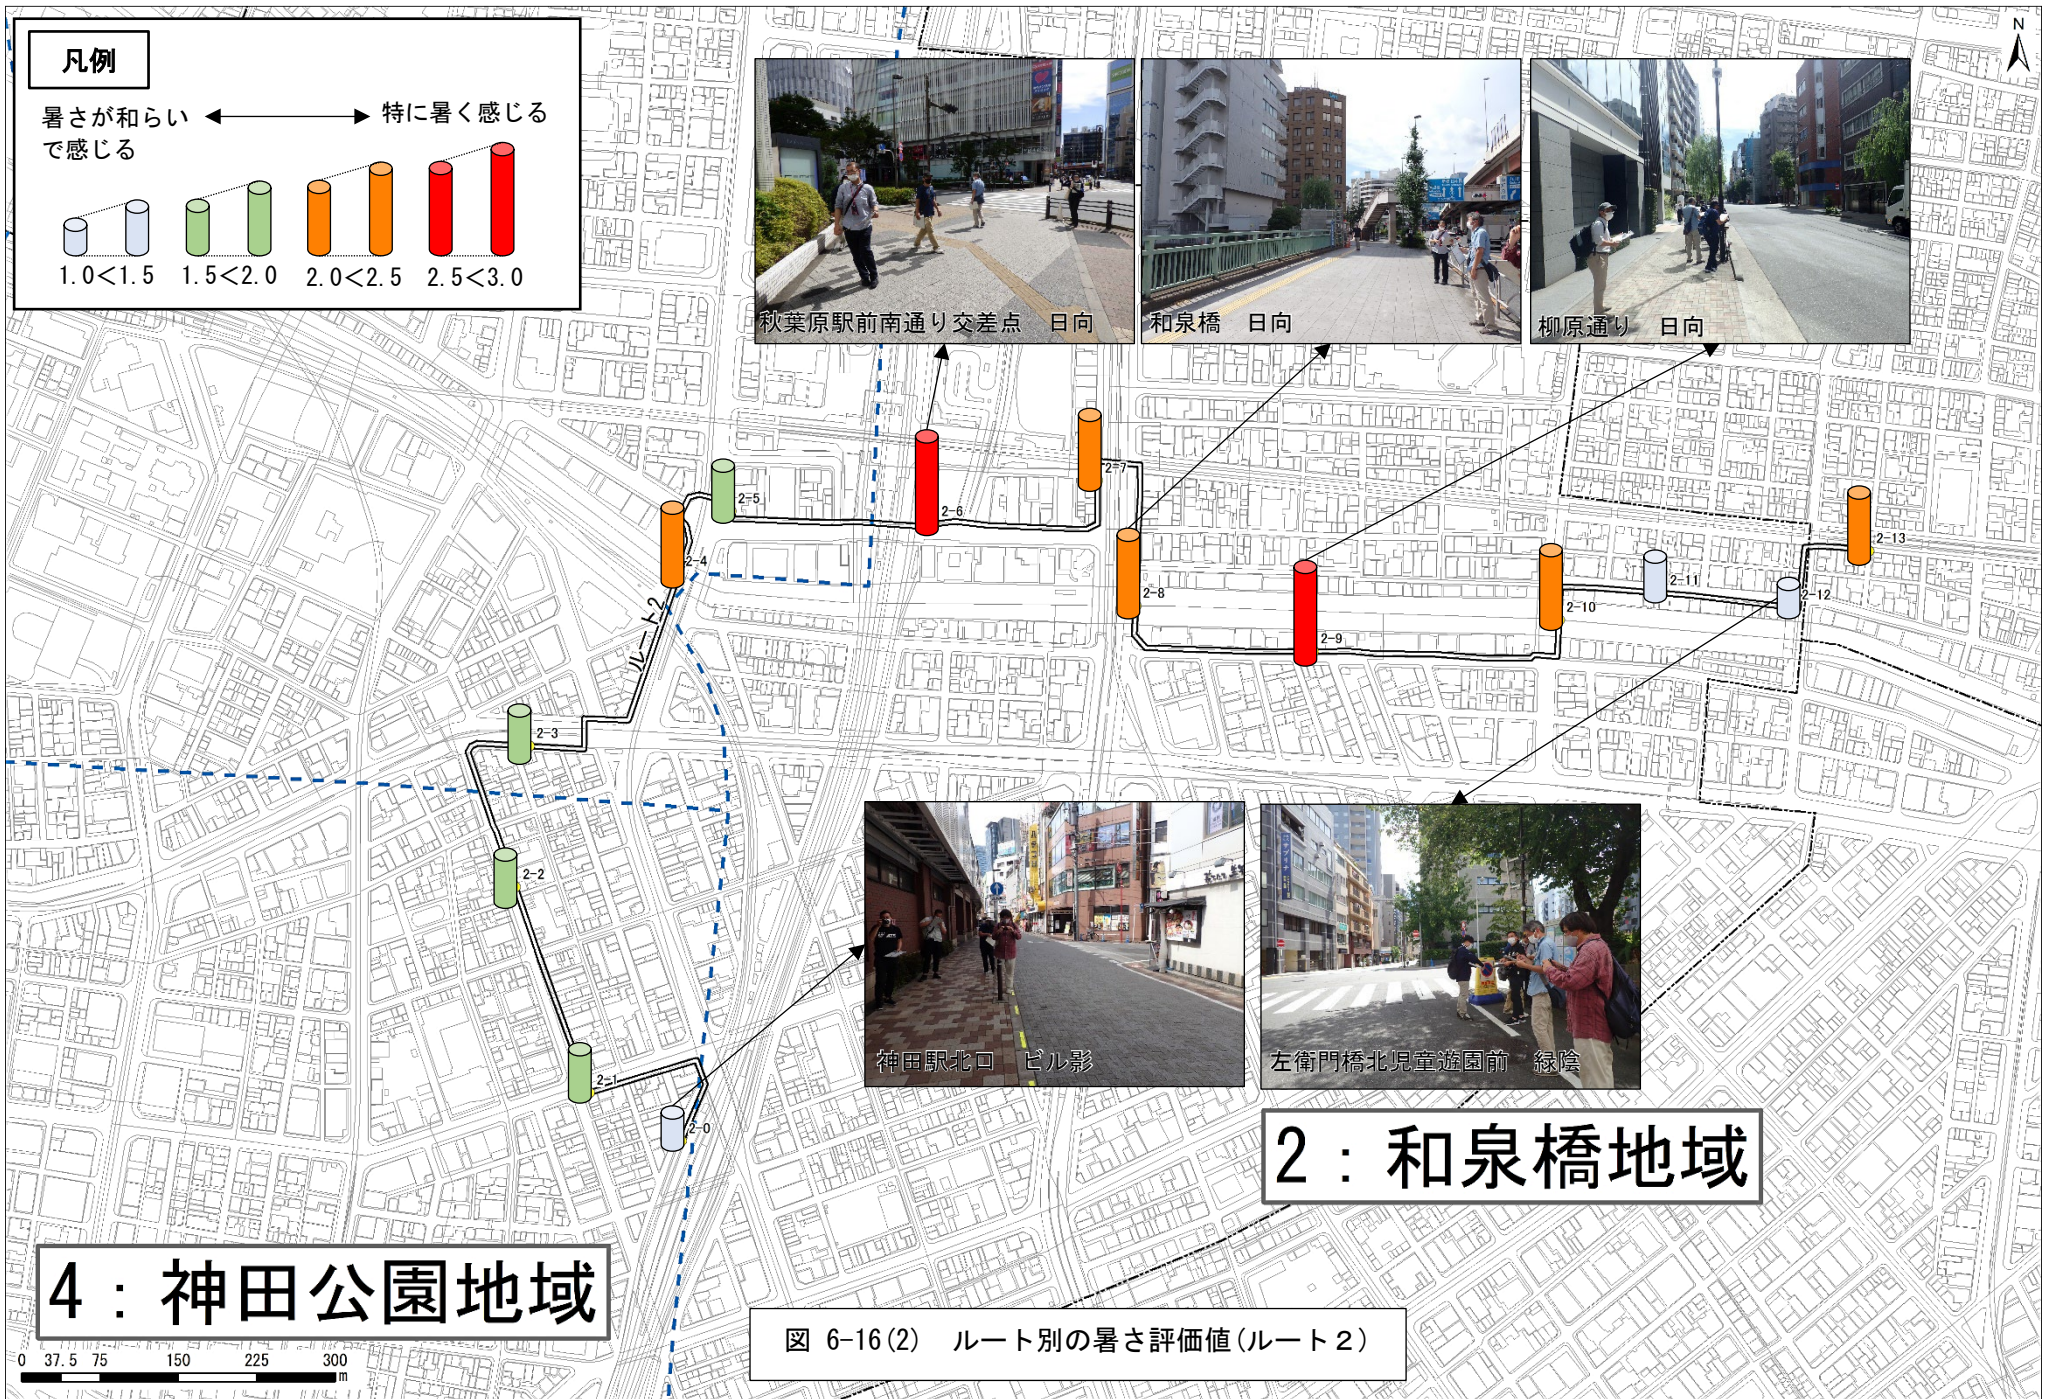 凡例
暑さが和らい
で感じる
特に暑く感じる
1.0<1.5
1.5<2.0
2.0<2.5
2.5<3.0
N
秋葉原駅前南通り交差点 日向
和泉橋 日向
柳原通り 日向
2-7
2-5
2-6
2-4
2-13
2-11
2-8
2-12
2-10
ルート2
2-9
2-3
2-2
2-1
2-0
神田駅北口 ビル影
左衛門橋北児童遊園前 緑陰
2：和泉橋地域
4：神田公園地域
図 6-16(2) ルート別の暑さ評価値(ルート２)
0 37.5 75 150 225 300
m